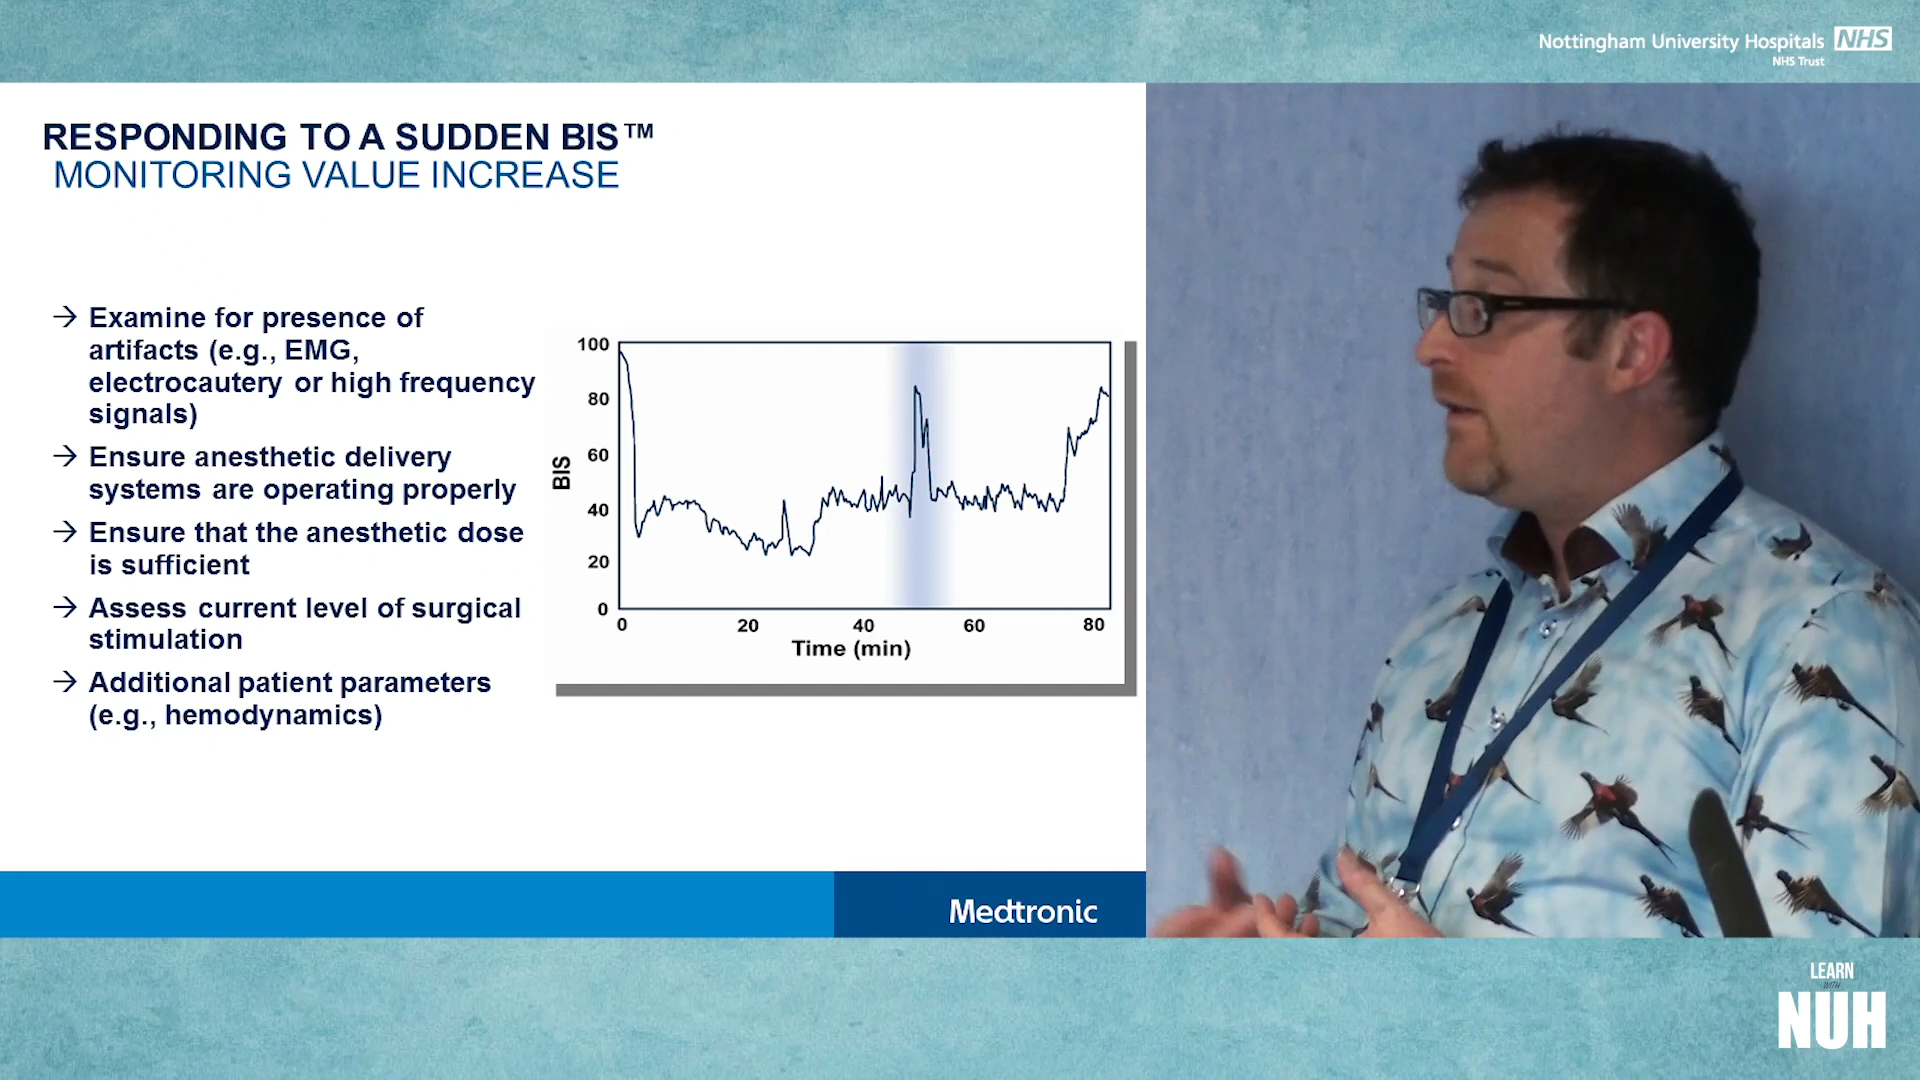 Nottingham University Hospitals NHS
NHS Trust
RESPONDING TO A SUDDEN BIS™
MONITORING VALUE INCREASE
→ Examine for presence of
artifacts (e.g., EMG,
electrocautery or high frequency
signals)
→ Ensure anesthetic delivery
systems are operating properly
→ Ensure that the anesthetic dose
is sufficient
→ Assess current level of surgical
stimulation
→ Additional patient parameters
(e.g., hemodynamics)
100
80
60
40
20
0
BIS
0 20 40 60 80
Time (min)
Medtronic
LEARN
WITH
NUH